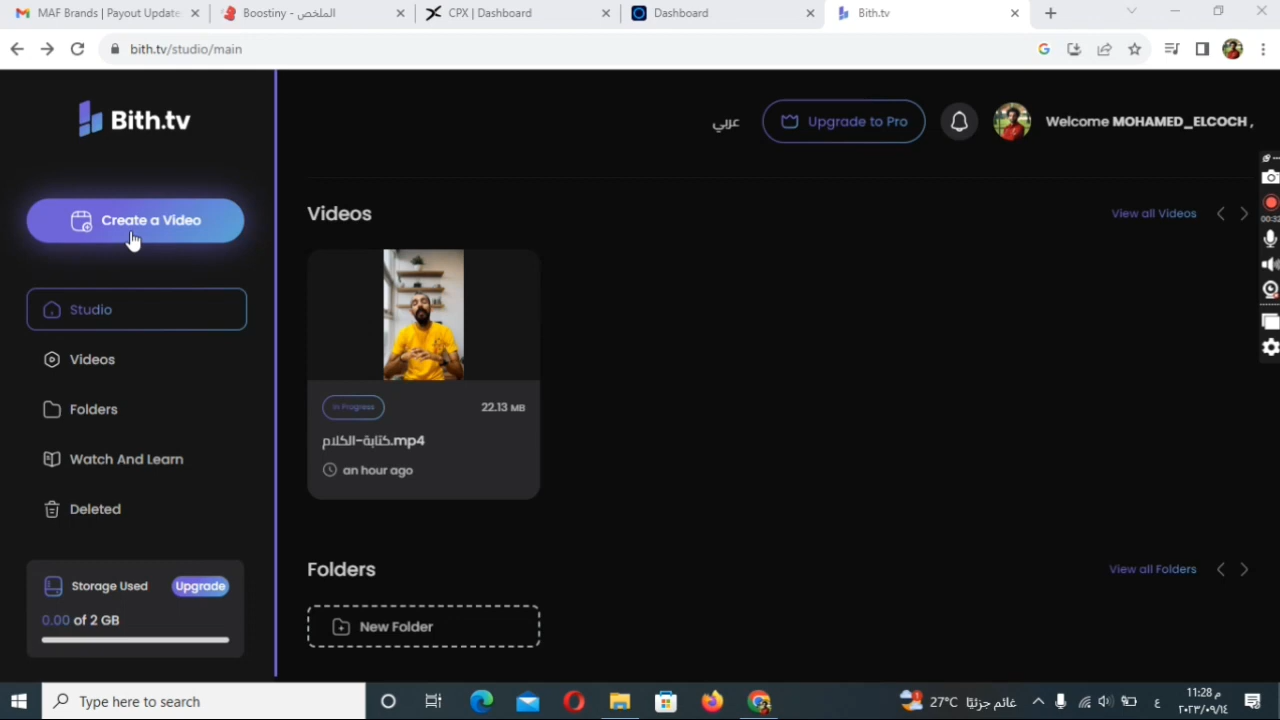 MAF Brands | Payout Update
Boostiny - الملخص
CPX | Dashboard
Dashboard
Bith.tv
bith.tv/studio/main
Bith.tv
عربي
Upgrade to Pro
Welcome MOHAMED_ELCOCH ,
Create a Video
Studio
Videos
Folders
Watch And Learn
Deleted
Storage Used
Upgrade
0.00 of 2 GB
Videos
View all Videos
In Progress
22.13 MB
كتابة-الكلام.mp4
an hour ago
Folders
View all Folders
New Folder
Type here to search
27°C غائم جزئيًا
ع
11:28 م
٢٠٢٣/٠٩/١٤